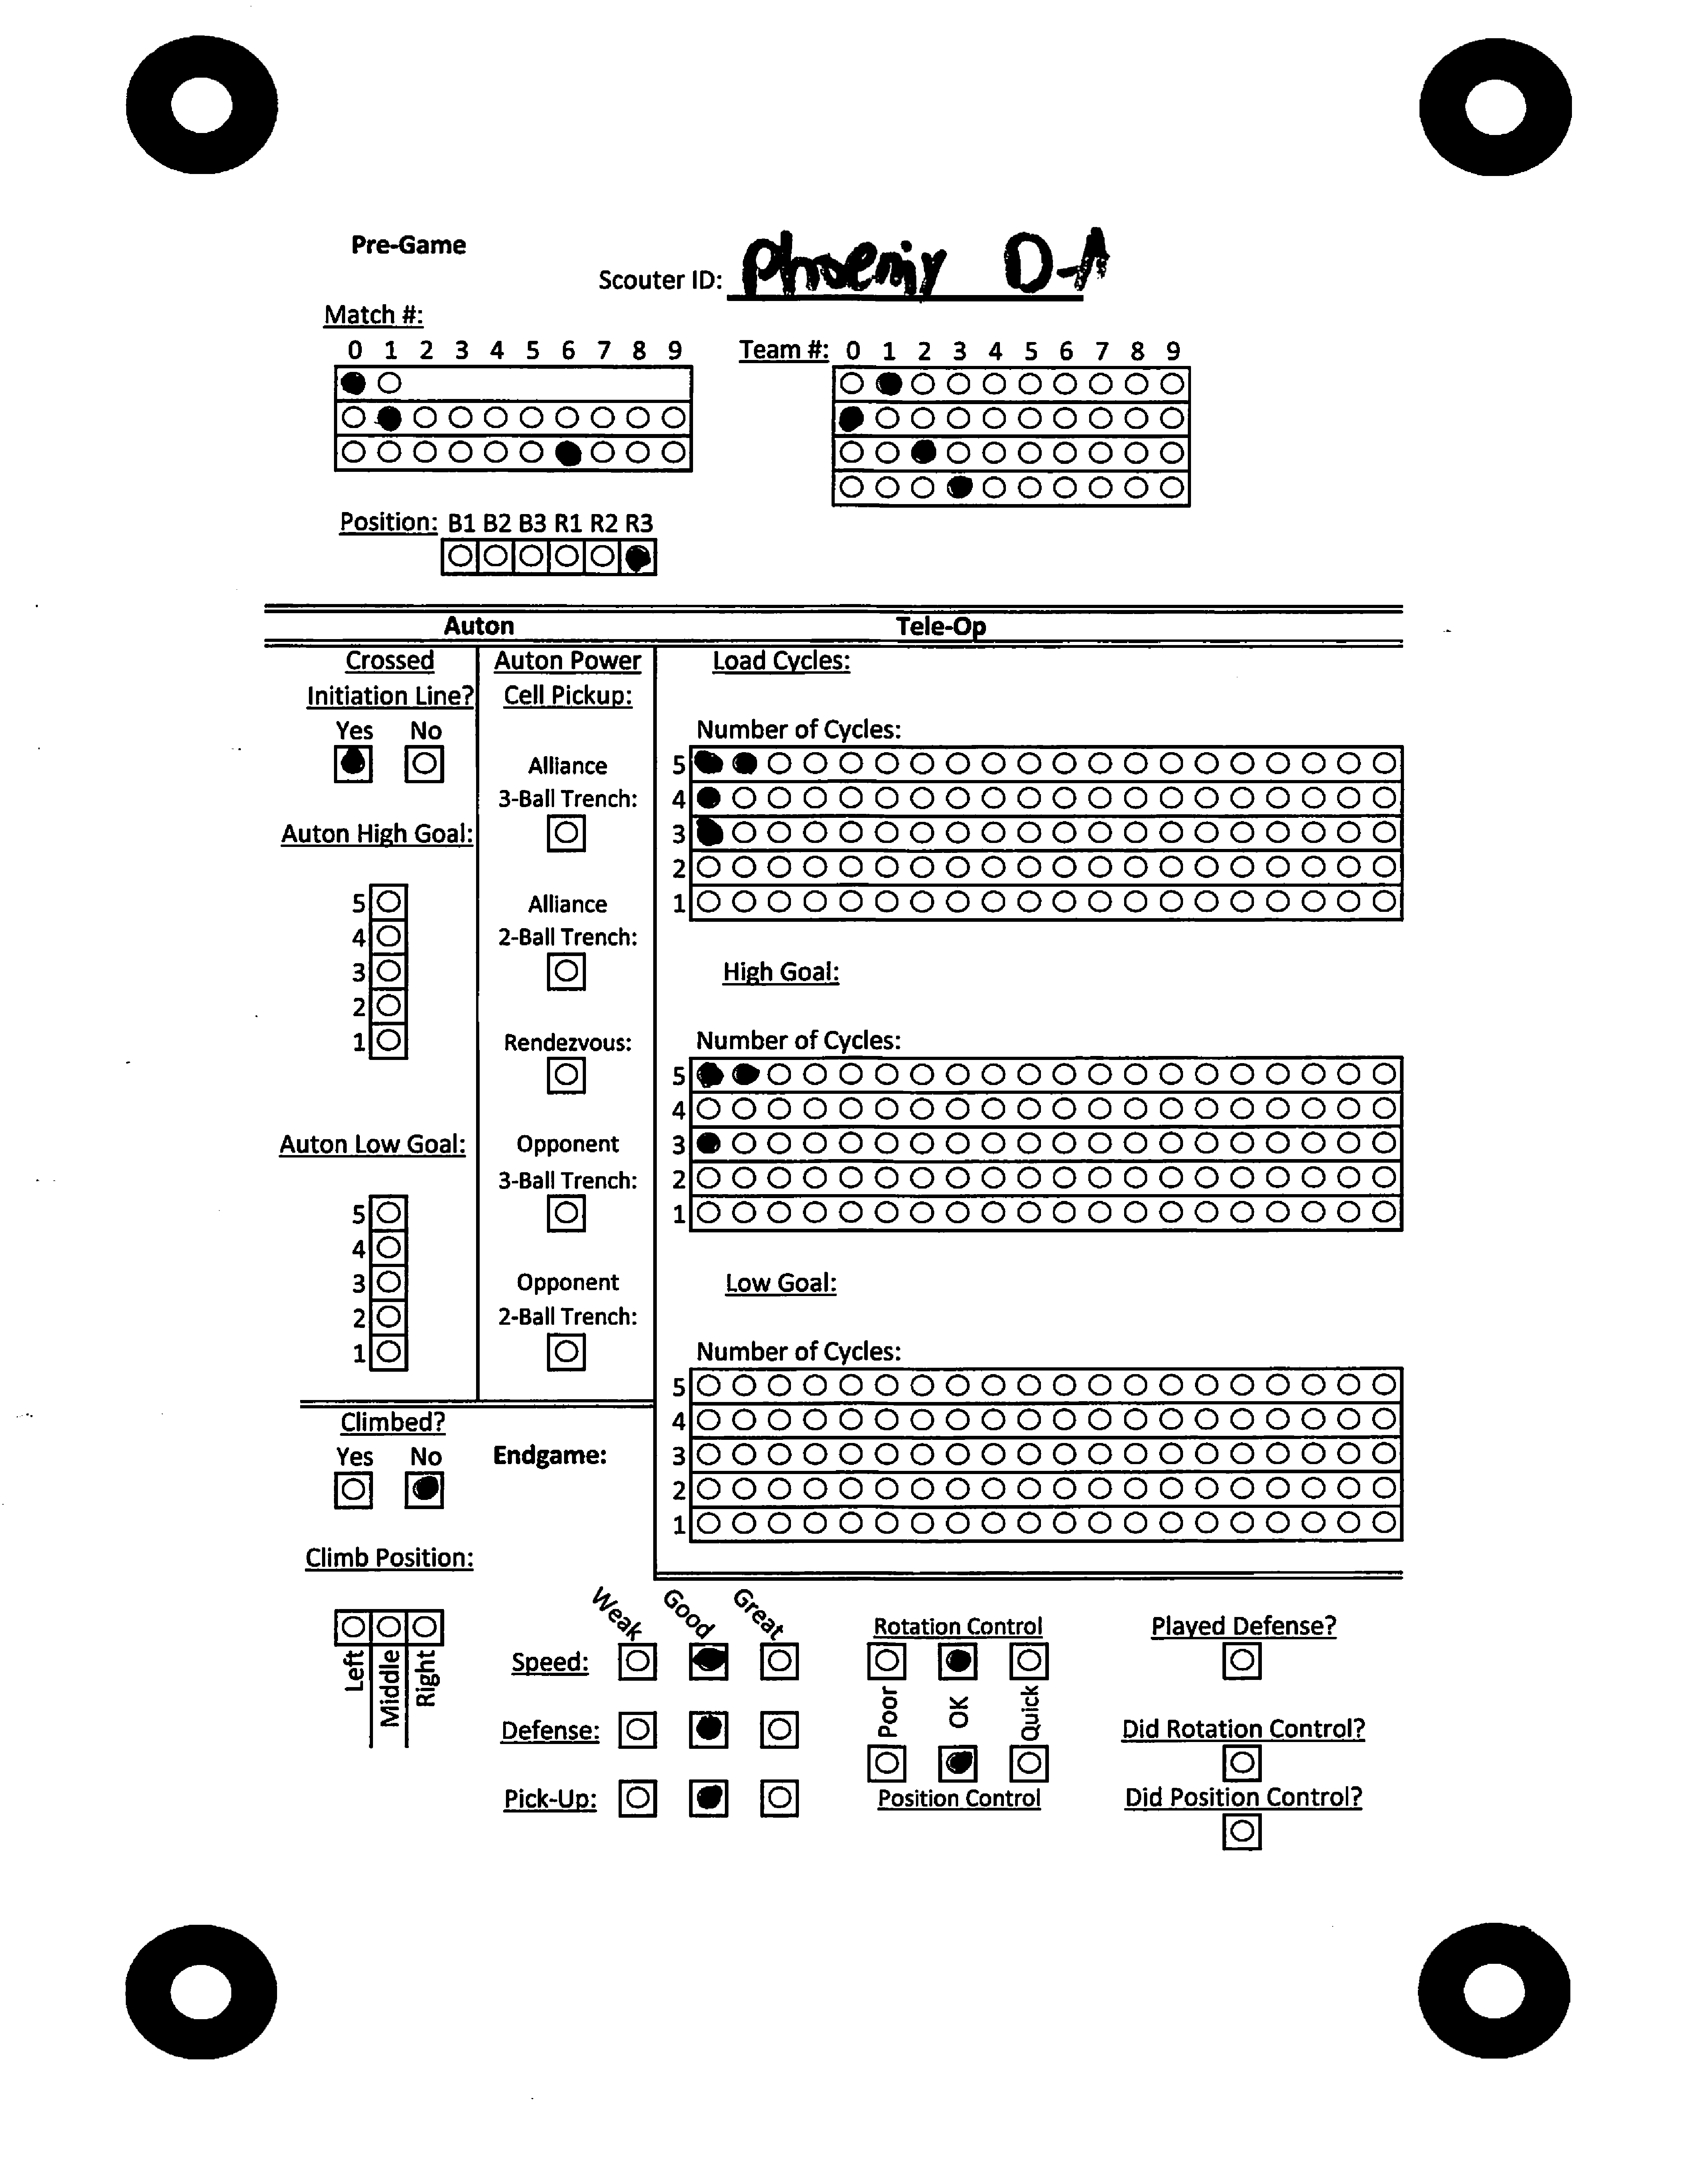 Pre-Game
Scouter ID: Phoenix D-A
Match #:
0 1 2 3 4 5 6 7 8 9
Team #: 0 1 2 3 4 5 6 7 8 9
Position: B1 B2 B3 R1 R2 R3
Auton
Tele-Op
Crossed
Initiation Line?
Yes No
Auton High Goal:
5
4
3
2
1
Auton Low Goal:
5
4
3
2
1
Auton Power
Cell Pickup:
Alliance
3-Ball Trench:
Alliance
2-Ball Trench:
Rendezvous:
Opponent
3-Ball Trench:
Opponent
2-Ball Trench:
Load Cycles:
Number of Cycles:
5
4
3
2
1
High Goal:
Number of Cycles:
5
4
3
2
1
Low Goal:
Number of Cycles:
5
4
3
2
1
Climbed?
Yes No
Endgame:
Climb Position:
Left
Middle
Right
Weak
Good
Great
Speed:
Defense:
Pick-Up:
Rotation Control
Poor
OK
Quick
Position Control
Played Defense?
Did Rotation Control?
Did Position Control?